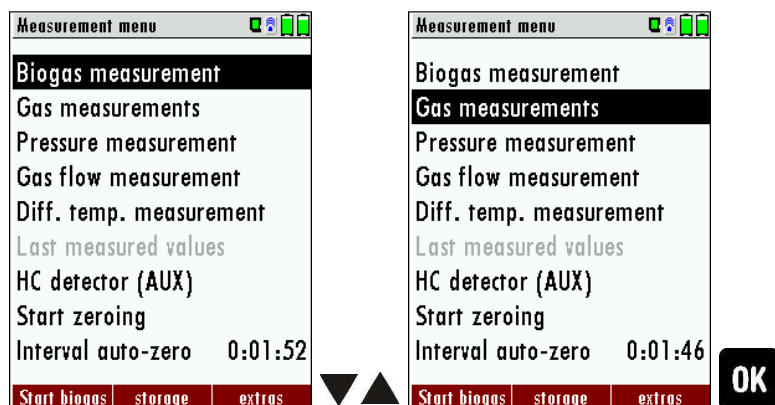 Measurement menu
Biogas measurement
Gas measurements
Pressure measurement
Gas flow measurement
Diff. temp. measurement
Last measured values
HC detector (AUX)
Start zeroing
Interval auto-zero 0:01:52
Start biogas storage extras
Measurement menu
Biogas measurement
Gas measurements
Pressure measurement
Gas flow measurement
Diff. temp. measurement
Last measured values
HC detector (AUX)
Start zeroing
Interval auto-zero 0:01:46
Start biogas storage extras
OK